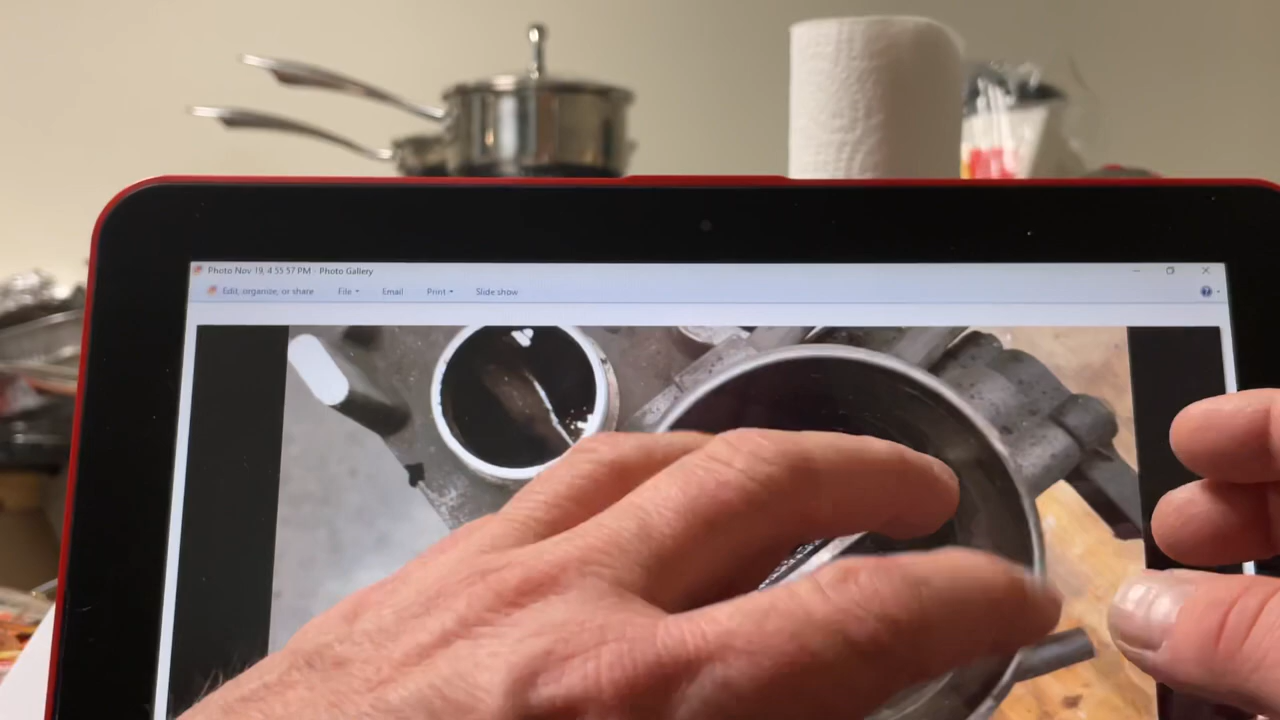 Photo Nov 19, 4 55 57 PM - Photo Gallery
Edit, organize, or share File Email Print Slide show